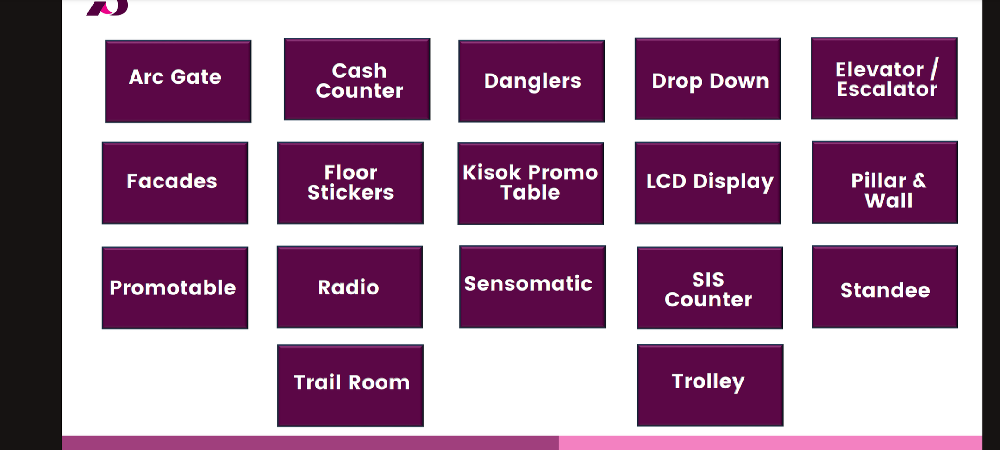 Arc Gate
Cash
Counter
Danglers
Drop Down
Elevator /
Escalator
Facades
Floor
Stickers
Kisok Promo
Table
LCD Display
Pillar &
Wall
Promotable
Radio
Sensomatic
SIS
Counter
Standee
Trail Room
Trolley